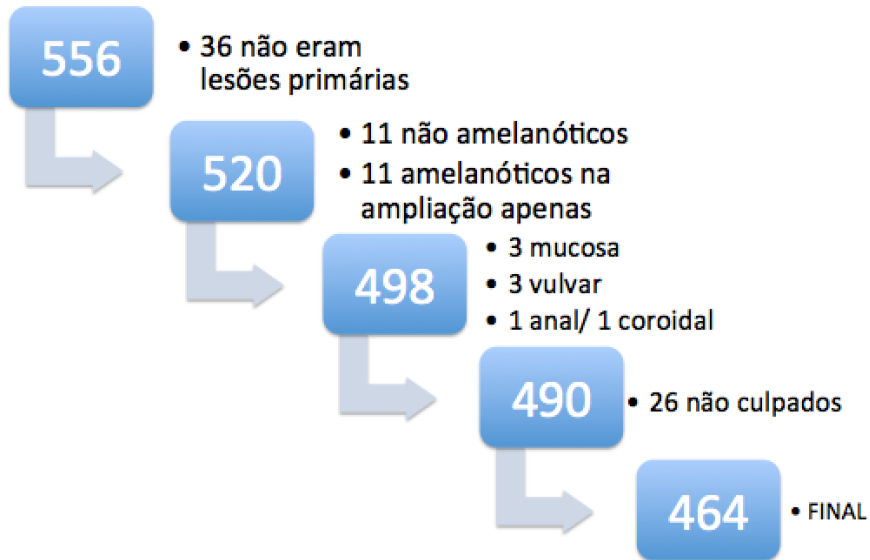 556
• 36 não eram
lesões primárias
520
• 11 não amelanóticos
• 11 amelanóticos na
ampliação apenas
498
• 3 mucosa
• 3 vulvar
• 1 anal/ 1 coroidal
490
• 26 não culpados
464
• FINAL